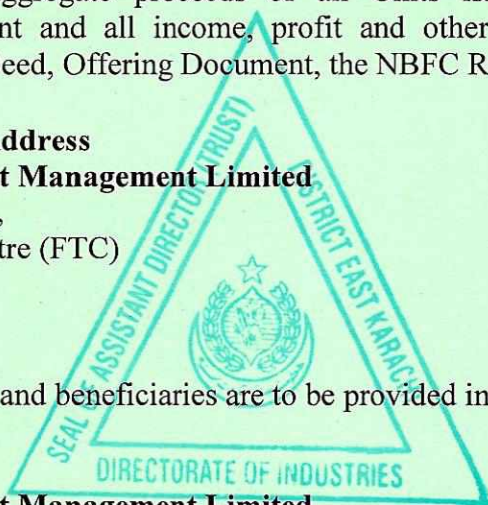 aggregate proceeds of all Units
nt and all income, profit and other
eed, Offering Document, the NBFC R
ddress
t Management Limited
,
tre (FTC)
and beneficiaries are to be provided in
t Management Limited
SEAL OF ASSISTANT DIRECTOR (TRUST)
DISTRICT EAST KARACHI
DIRECTORATE OF INDUSTRIES